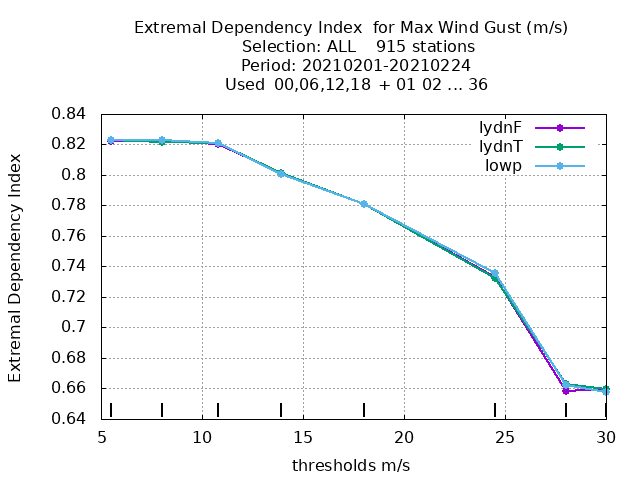 Extremal Dependency Index  for Max Wind Gust (m/s)
Selection: ALL    915 stations
Period: 20210201-20210224
Used  00,06,12,18  + 01 02 ... 36
Extremal Dependency Index
0.84
0.82
0.8
0.78
0.76
0.74
0.72
0.7
0.68
0.66
0.64
lydnF
lydnT
lowp
5
10
15
20
25
30
thresholds m/s